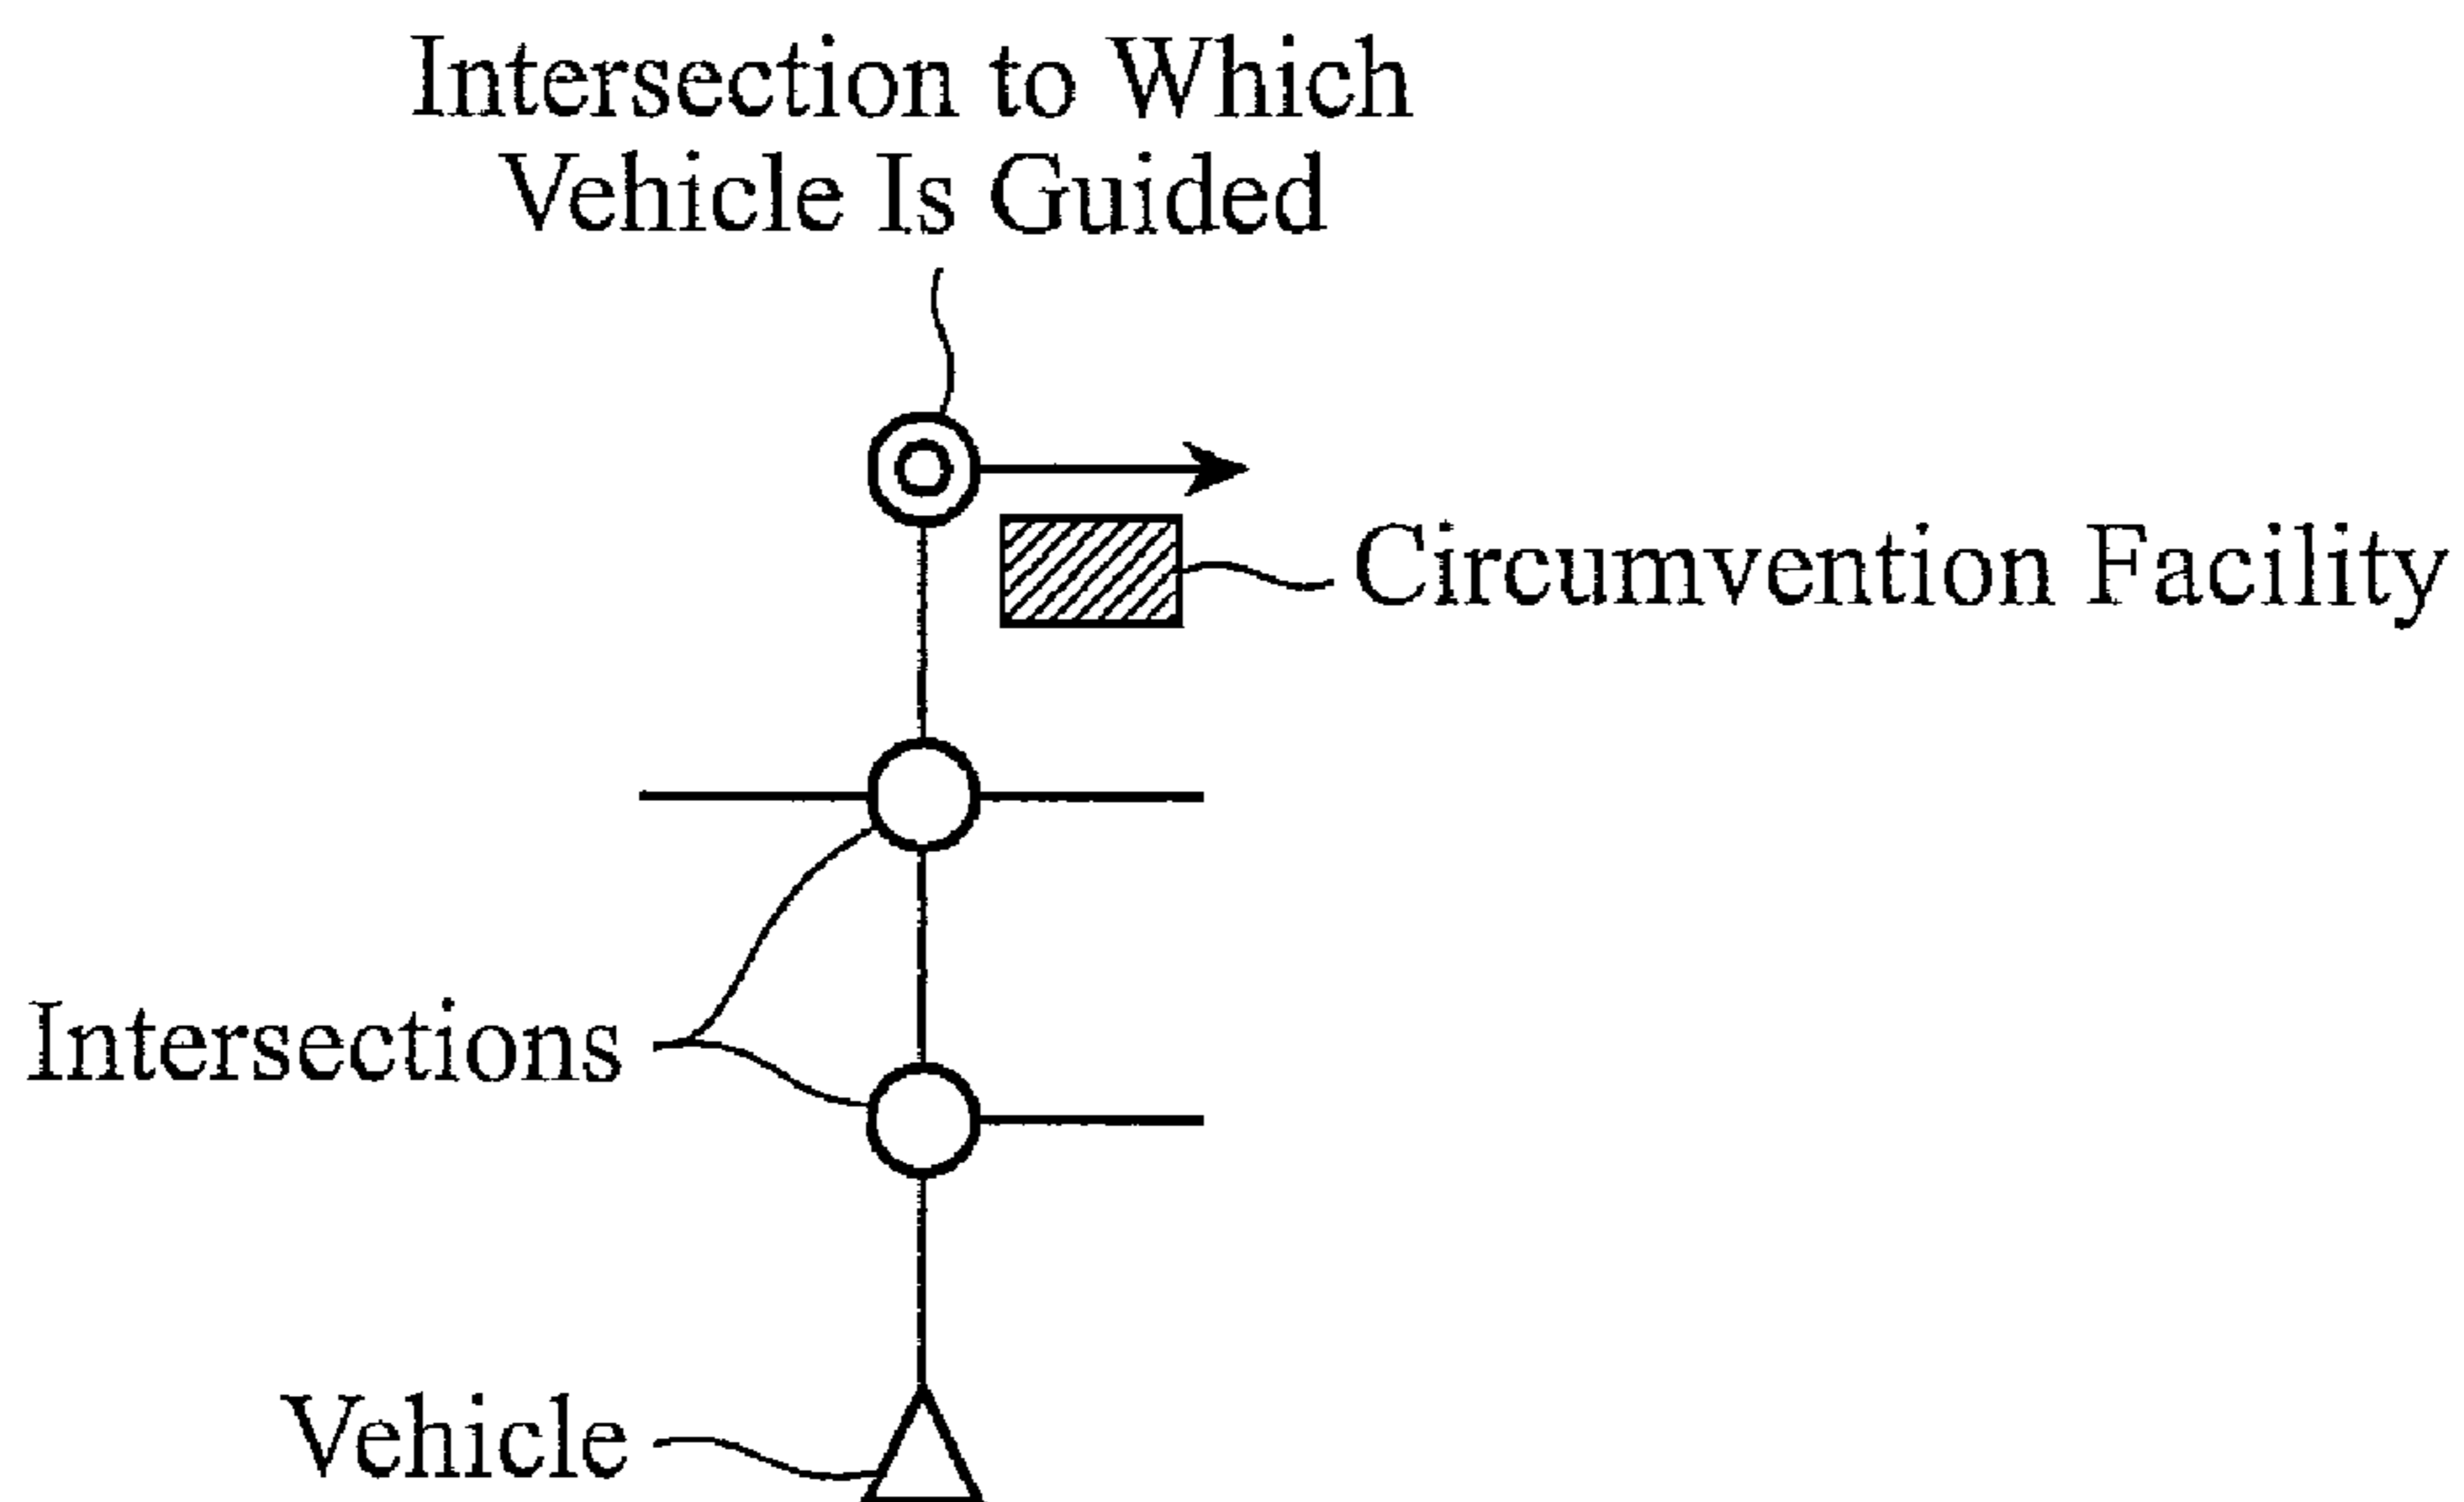 Intersection to Which
Vehicle Is Guided
Circumvention Facility
Intersections
Vehicle